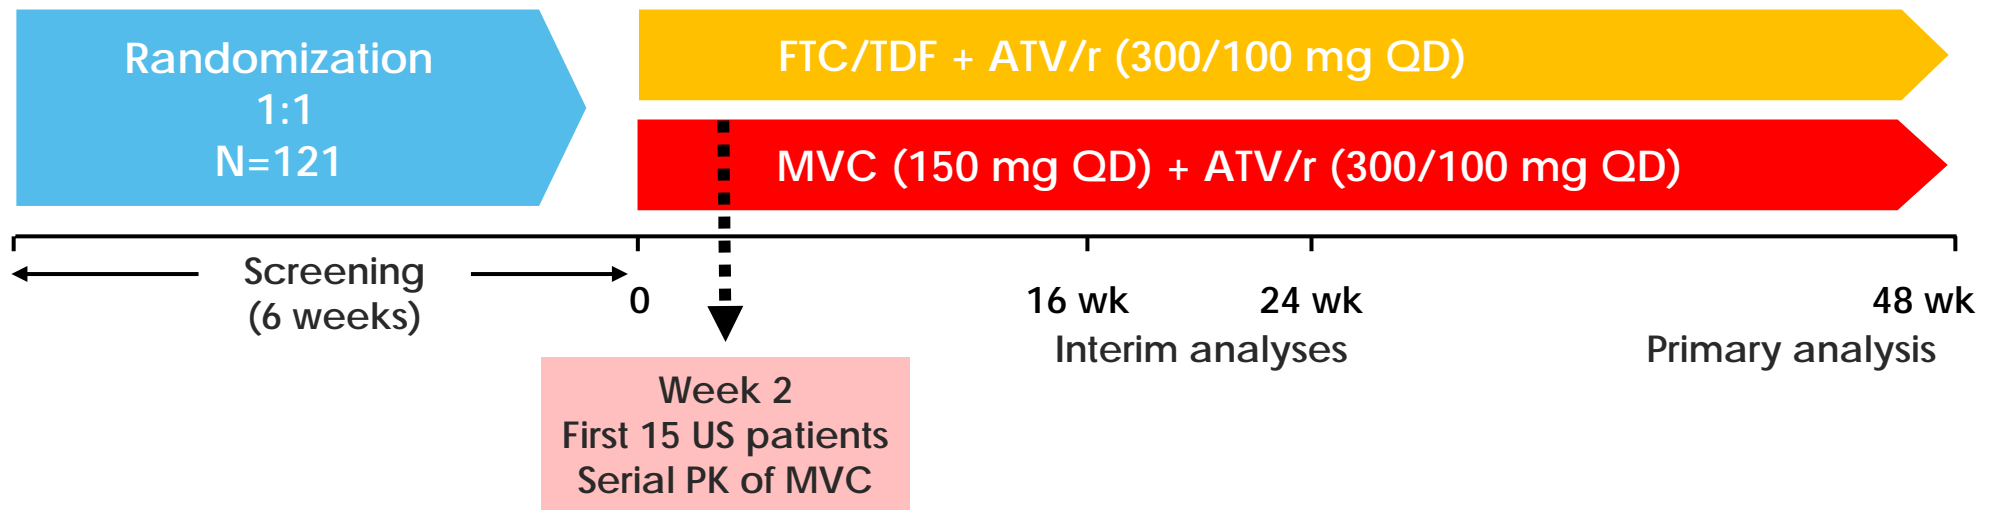 Randomization
1:1
N=121
FTC/TDF + ATV/r (300/100 mg QD)
MVC (150 mg QD) + ATV/r (300/100 mg QD)
Screening
(6 weeks)
0
16 wk
24 wk
48 wk
Interim analyses
Primary analysis
Week 2
First 15 US patients
Serial PK of MVC